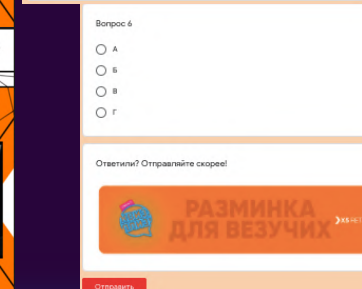 Вопрос 6
А
Б
В
Г
Ответили? Отправляйте скорее!
РАЗМИНКА
ДЛЯ ВЕЗУЧИХ
Отправить